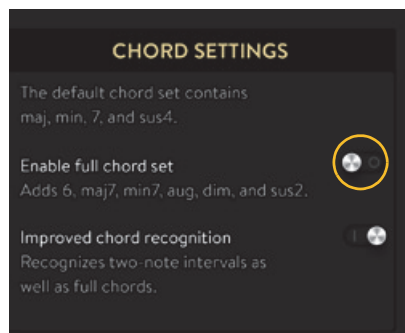 CHORD SETTINGS
The default chord set contains
maj, min, 7, and sus4.
Enable full chord set
Adds 6, maj7, min7, aug, dim, and sus2.
Improved chord recognition
Recognizes two-note intervals as
well as full chords.